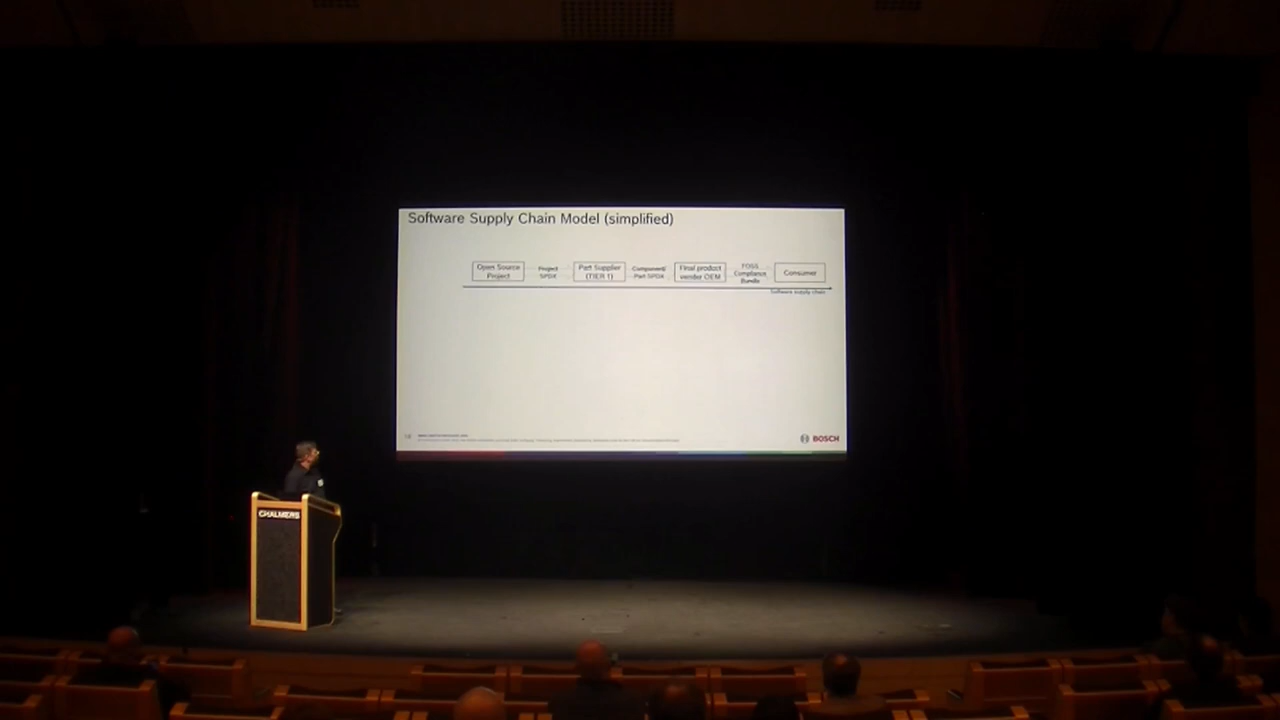 Software Supply Chain Model (simplified)
Open Source
Project
Project
SPDX
Part Supplier
(TIER 1)
Component/
Part SPDX
Final product
vendor OEM
FOSS
Compliance
Bundle
Consumer
Software supply chain
BOSCH
CHALMERS